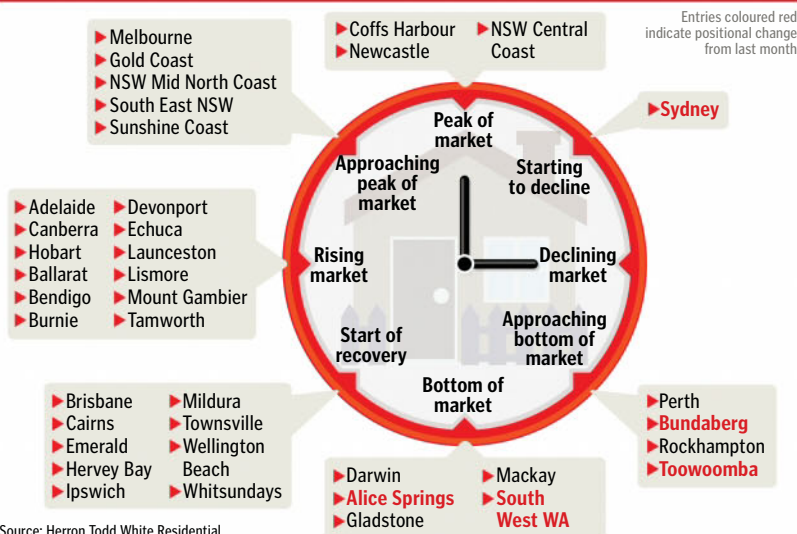 Entries coloured red
indicate positional change
from last month
▶Melbourne
▶Gold Coast
▶NSW Mid North Coast
▶South East NSW
▶Sunshine Coast
▶Coffs Harbour
▶Newcastle
▶NSW Central
Coast
▶Sydney
Peak of
market
Approaching
peak of
market
Starting
to decline
▶Adelaide
▶Canberra
▶Hobart
▶Ballarat
▶Bendigo
▶Burnie
▶Devonport
▶Echuca
▶Launceston
▶Lismore
▶Mount Gambier
▶Tamworth
Rising
market
Declining
market
Start of
recovery
Approaching
bottom of
market
Bottom of
market
▶Brisbane
▶Cairns
▶Emerald
▶Hervey Bay
▶Ipswich
▶Mildura
▶Townsville
▶Wellington
Beach
▶Whitsundays
▶Darwin
▶Alice Springs
▶Gladstone
▶Mackay
▶South
West WA
▶Perth
▶Bundaberg
▶Rockhampton
▶Toowoomba
Source: Herron Todd White Residential